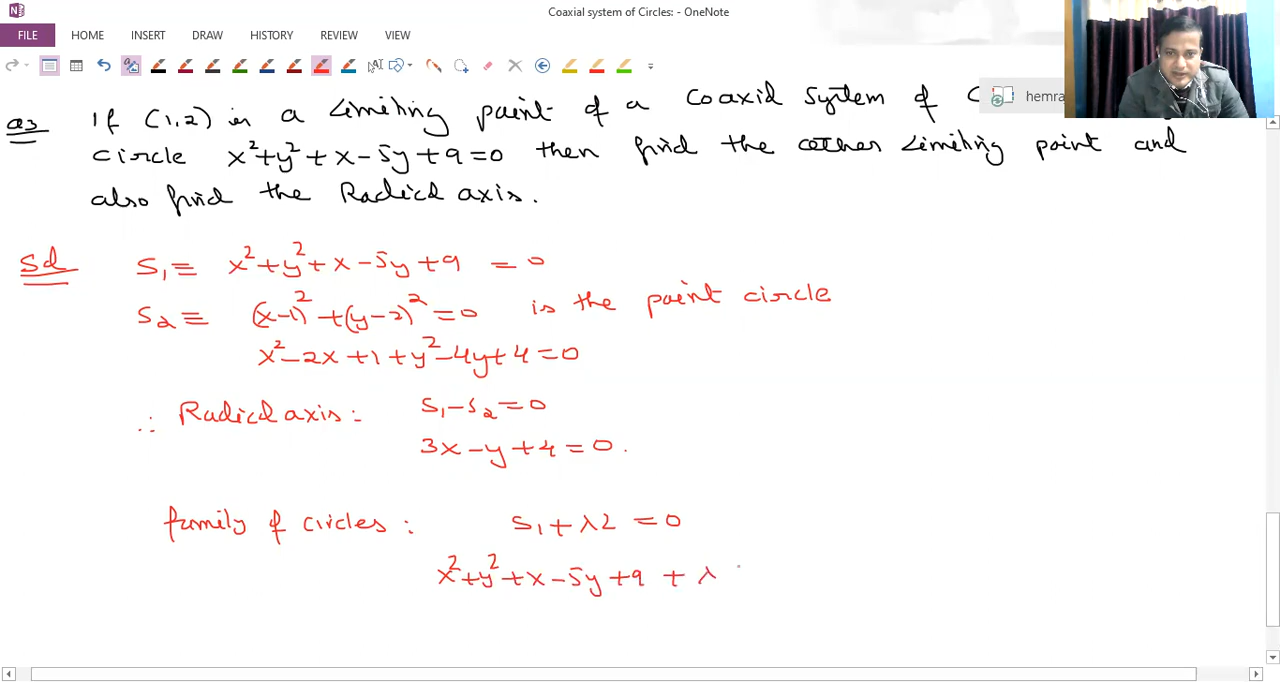 Coaxial system of Circles: - OneNote
FILE HOME INSERT DRAW HISTORY REVIEW VIEW
Q3 If (1,2) is a limiting point of a coaxial system of
hemra
circle x²+y²+x-5y+9=0 then find the other limiting point and
also find the Radical axis.
Sol S₁ ≡ x²+y²+x-5y+9 = 0
S₂ ≡ (x-1)²+(y-2)²=0 is the point circle
x²-2x+1+y²-4y+4=0
∴ Radical axis: S₁-S₂=0
3x-y+4=0.
family of circles: S₁+λL=0
x²+y²+x-5y+9+λ